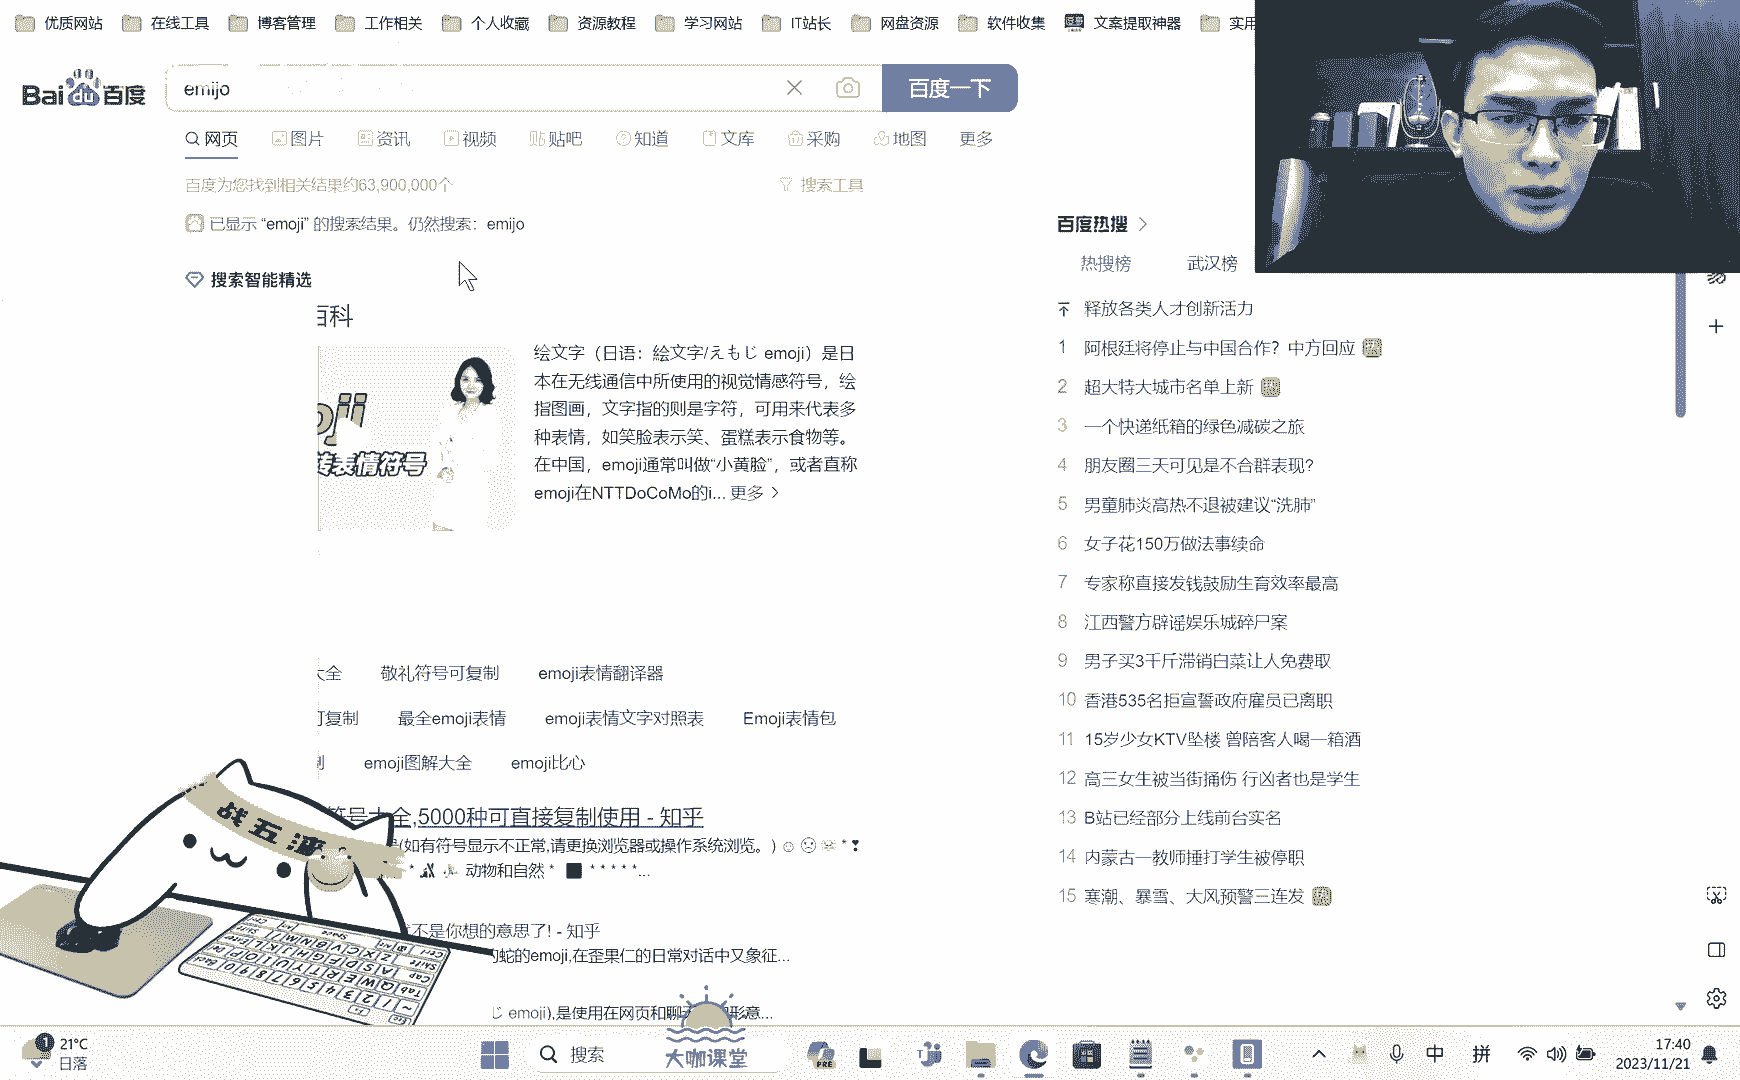 优质网站 在线工具 博客管理 工作相关 个人收藏 资源教程 学习网站 IT站长 网盘资源 软件收集 文案提取神器 实用
Bai du 百度 emijo 百度一下
网页 图片 资讯 视频 贴吧 知道 文库 采购 地图 更多
百度为您找到相关结果约63,900,000个 搜索工具
已显示 “emoji” 的搜索结果。仍然搜索：emijo
搜索智能精选
百科
绘文字（日语：绘文字/えもじ emoji）是日
本在无线通信中所使用的视觉情感符号，绘
指图画，文字指的则是字符，可用来代表多
种表情，如笑脸表示笑、蛋糕表示食物等。
在中国，emoji通常叫做“小黄脸”，或者直称
emoji在NTTDoCoMo的i... 更多 >
oji
表情符号
大全 敬礼符号可复制 emoji表情翻译器
可复制 最全emoji表情 emoji表情文字对照表 Emoji表情包
emoji图解大全 emoji比心
符号大全,5000种可直接复制使用 - 知乎
(如有符号显示不正常,请更换浏览器或操作系统浏览。)
动物和自然
不是你想的意思了! - 知乎
的蛇的emoji,在歪果仁的日常对话中又象征...
じ emoji),是使用在网页和聊
形意...
百度热搜 >
热搜榜 武汉榜
释放各类人才创新活力
1 阿根廷将停止与中国合作？中方回应 热
2 超大特大城市名单上新 热
3 一个快递纸箱的绿色减碳之旅
4 朋友圈三天可见是不合群表现?
5 男童肺炎高热不退被建议“洗肺”
6 女子花150万做法事续命
7 专家称直接发钱鼓励生育效率最高
8 江西警方辟谣娱乐城碎尸案
9 男子买3千斤滞销白菜让人免费取
10 香港535名拒宣誓政府雇员已离职
11 15岁少女KTV坠楼 曾陪客人喝一箱酒
12 高三女生被当街捅伤 行凶者也是学生
13 B站已经部分上线前台实名
14 内蒙古一教师捶打学生被停职
15 寒潮、暴雪、大风预警三连发 热
战五渣
1 21°C
日落
搜索
大咖课堂
PRE
中 拼
17:40
2023/11/21